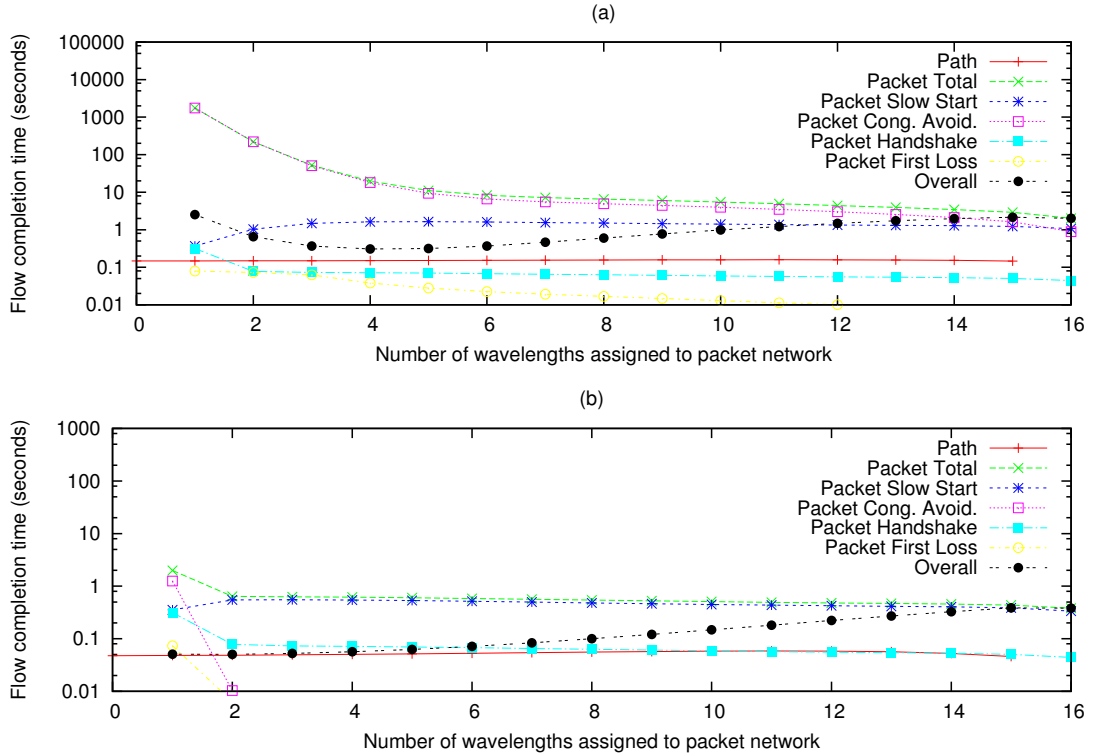 (a)
Flow completion time (seconds)
100000
10000
1000
100
10
1
0.1
0.01
Path
Packet Total
Packet Slow Start
Packet Cong. Avoid.
Packet Handshake
Packet First Loss
Overall
0 2 4 6 8 10 12 14 16
Number of wavelengths assigned to packet network
(b)
Flow completion time (seconds)
1000
100
10
1
0.1
0.01
Path
Packet Total
Packet Slow Start
Packet Cong. Avoid.
Packet Handshake
Packet First Loss
Overall
0 2 4 6 8 10 12 14 16
Number of wavelengths assigned to packet network